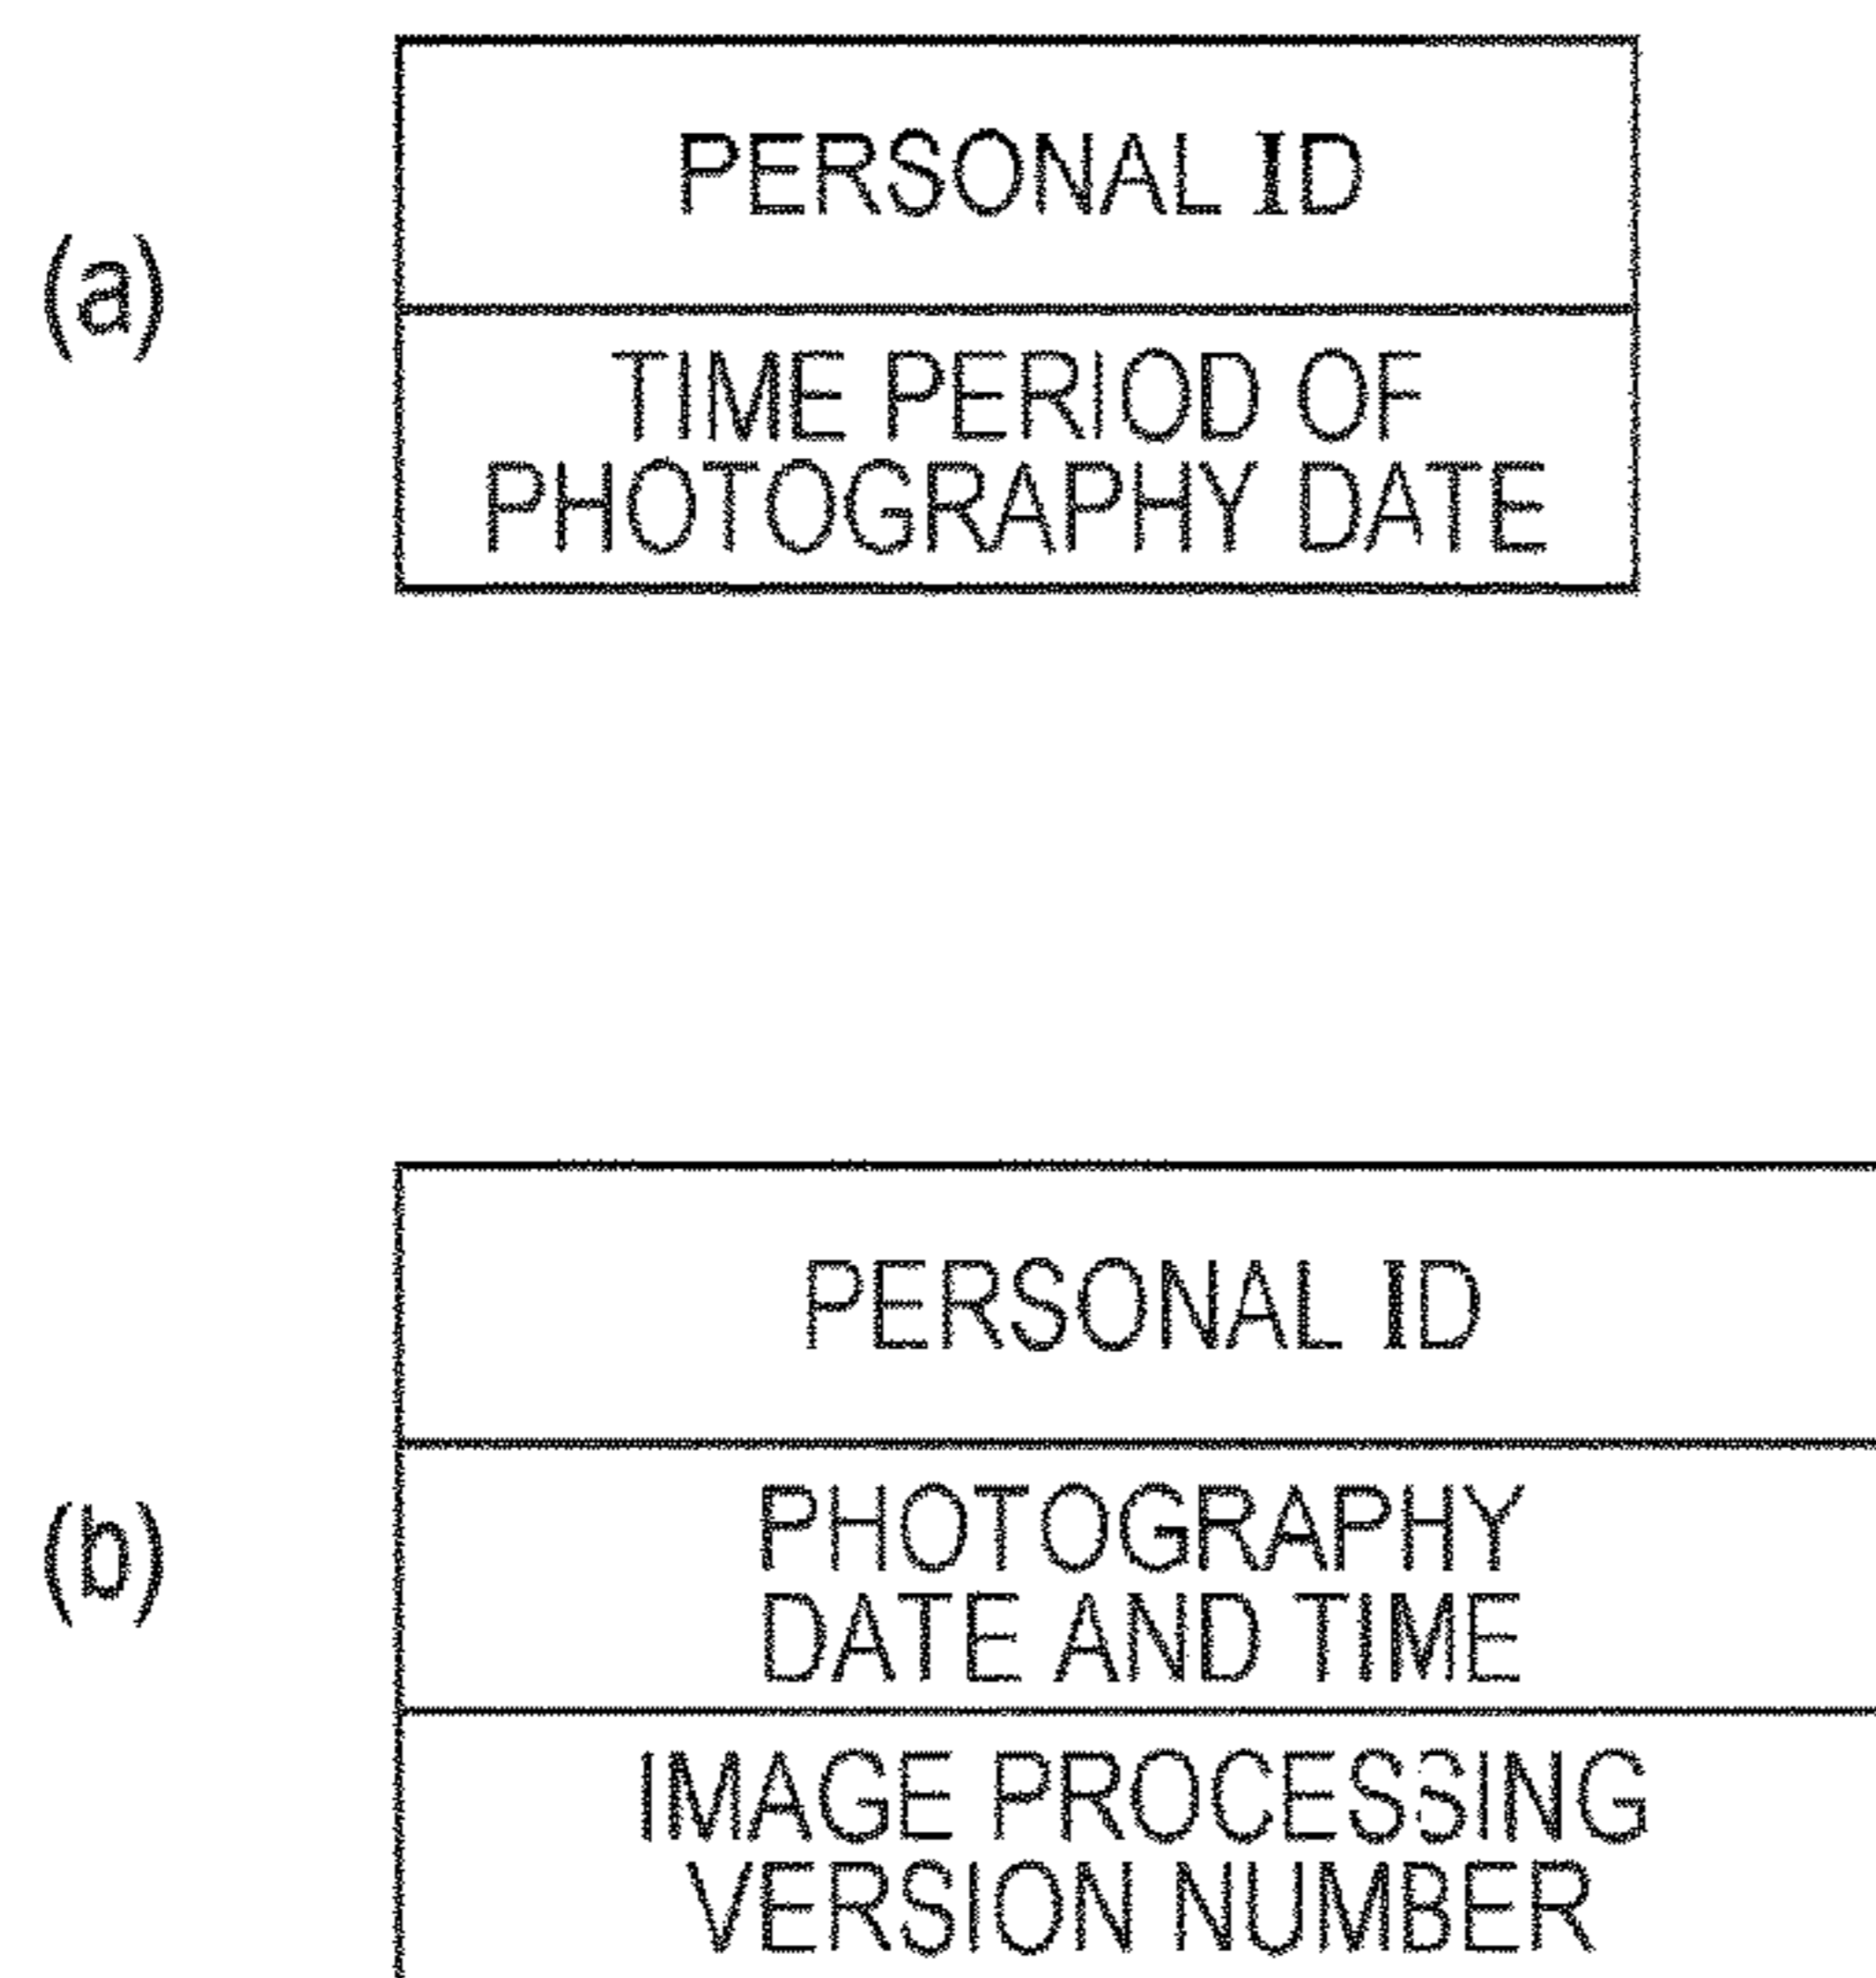 (a)
PERSONAL ID
TIME PERIOD OF
PHOTOGRAPHY DATE
(b)
PERSONAL ID
PHOTOGRAPHY
DATE AND TIME
IMAGE PROCESSING
VERSION NUMBER